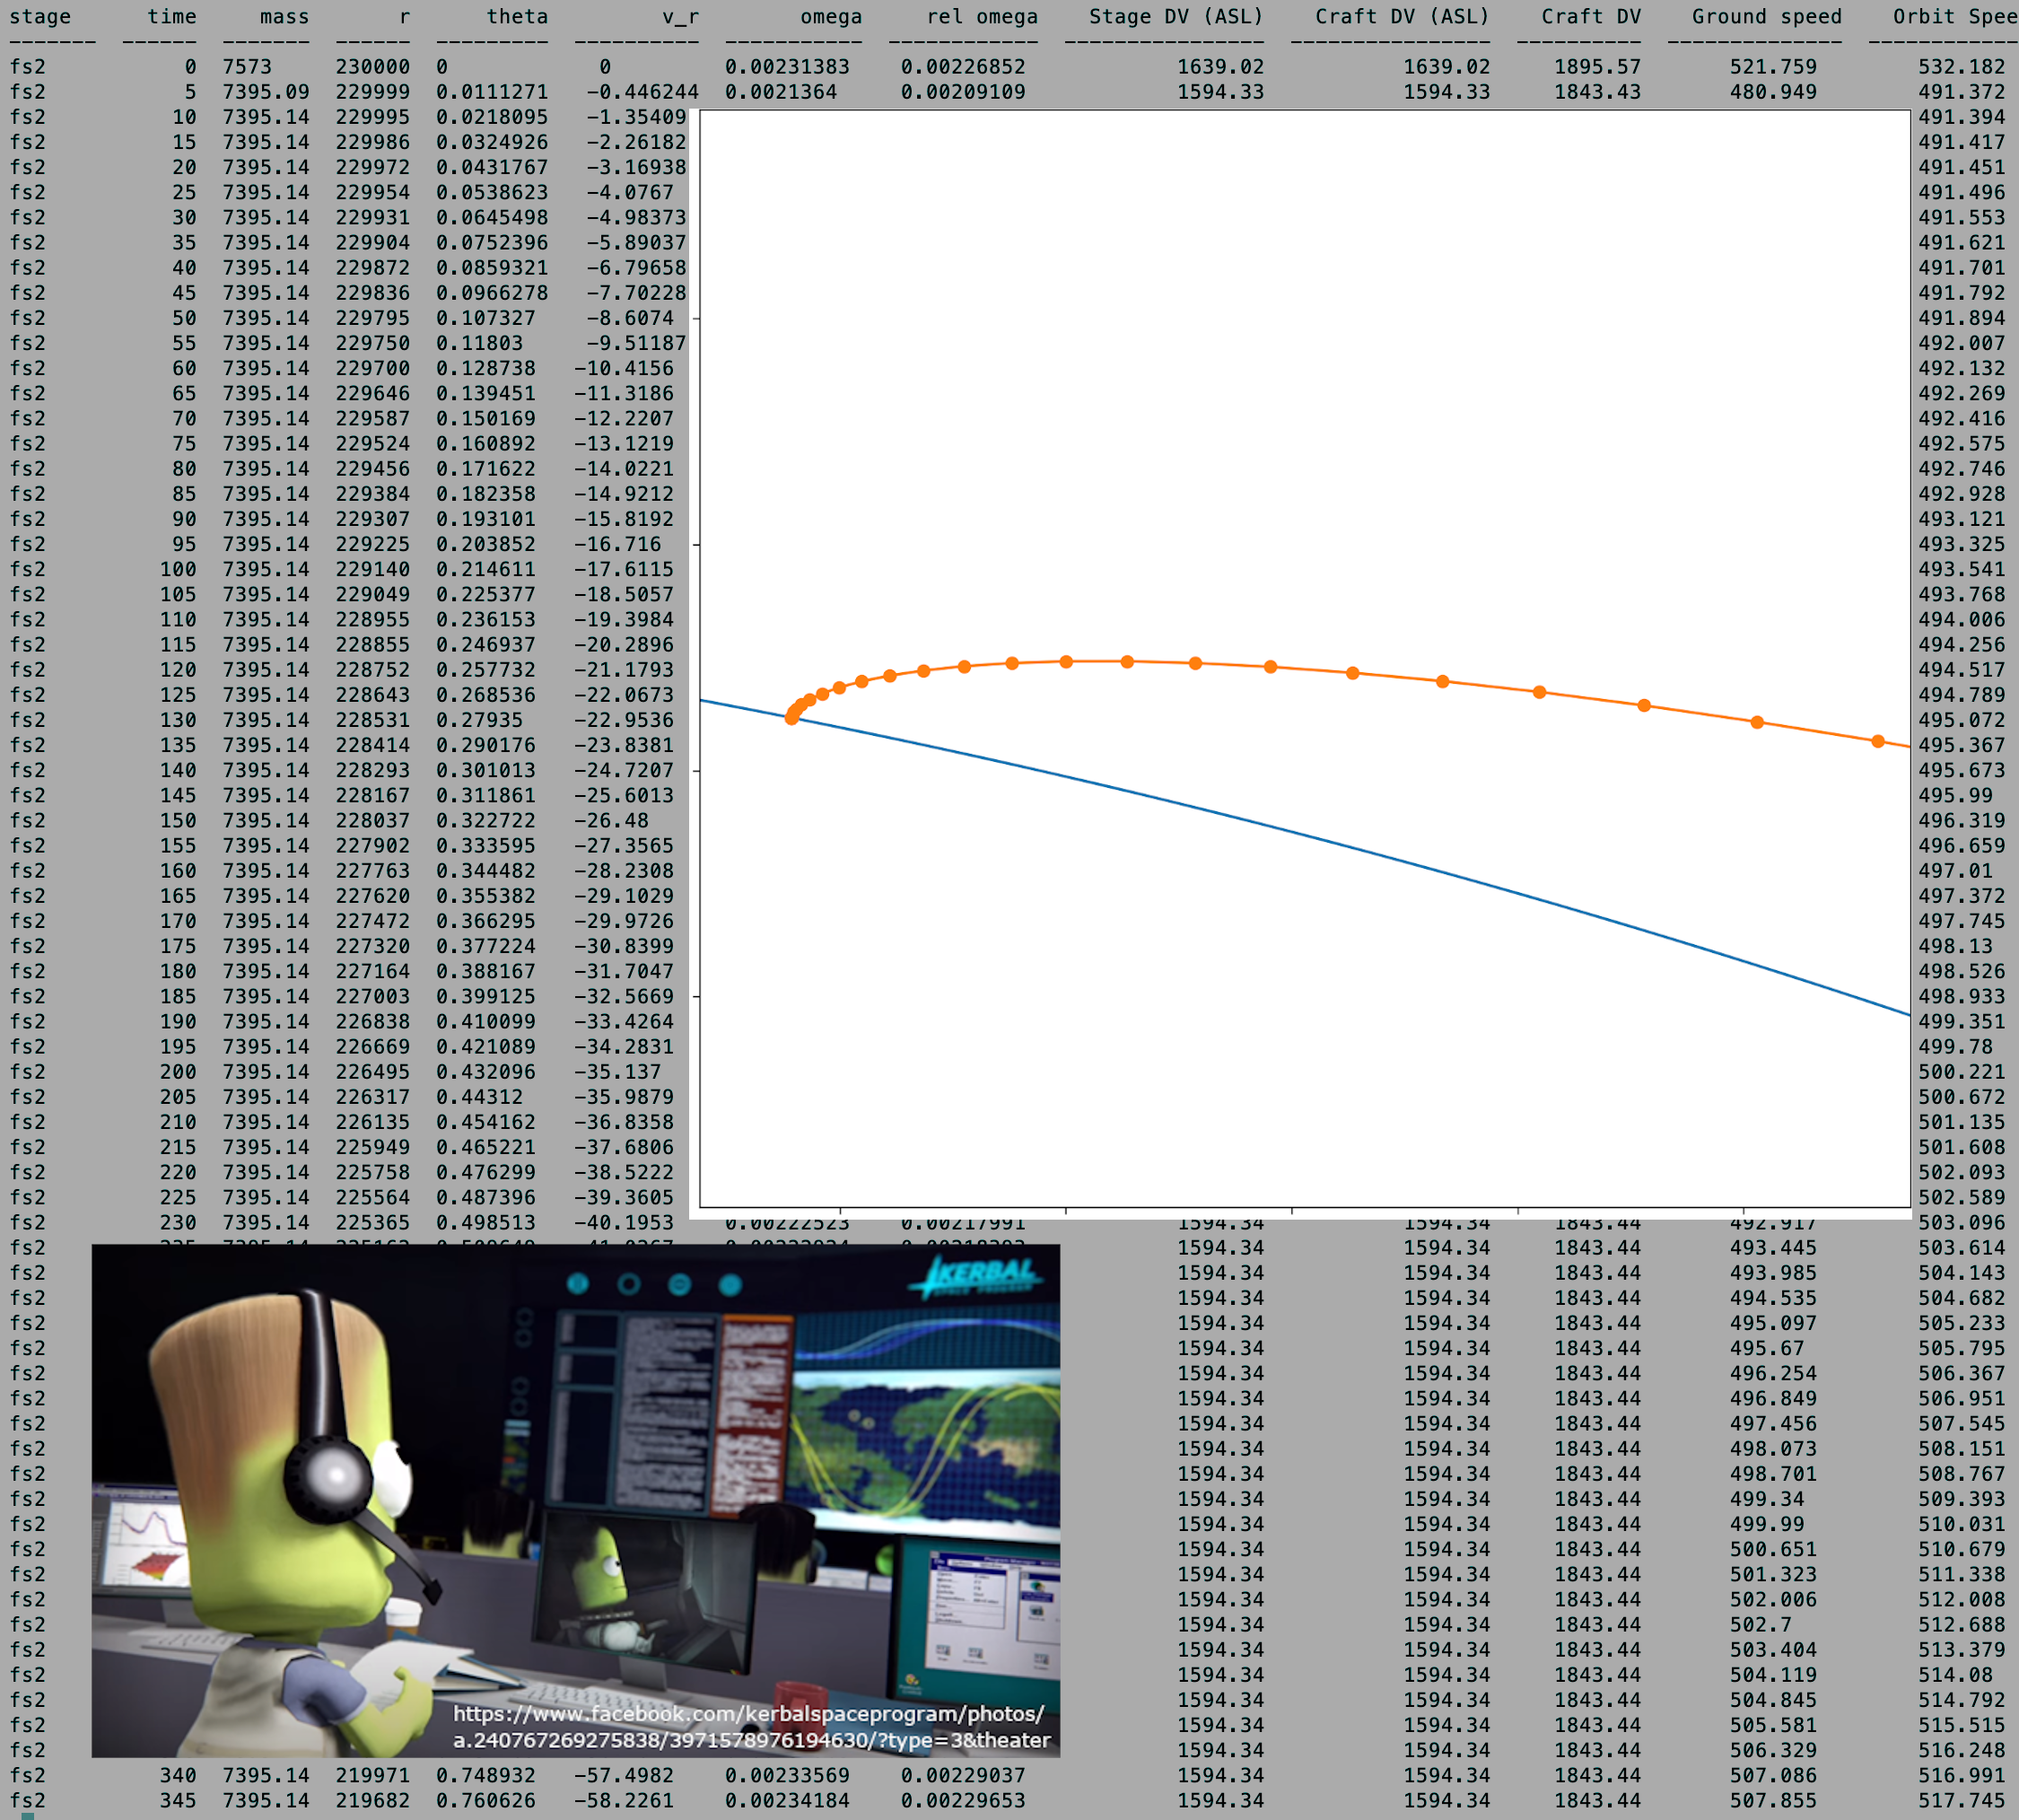 stage time mass r theta v_r omega rel omega Stage DV (ASL) Craft DV (ASL) Craft DV Ground speed Orbit Spee
------- ------ ------- ------ --------- ---------- ----------- ------------ ---------------- ---------------- ---------- -------------- ------------
fs2 0 7573 230000 0 0 0.00231383 0.00226852 1639.02 1639.02 1895.57 521.759 532.182
fs2 5 7395.09 229999 0.0111271 -0.446244 0.0021364 0.00209109 1594.33 1594.33 1843.43 480.949 491.372
fs2 10 7395.14 229995 0.0218095 -1.35409 491.394
fs2 15 7395.14 229986 0.0324926 -2.26182 491.417
fs2 20 7395.14 229972 0.0431767 -3.16938 491.451
fs2 25 7395.14 229954 0.0538623 -4.0767 491.496
fs2 30 7395.14 229931 0.0645498 -4.98373 491.553
fs2 35 7395.14 229904 0.0752396 -5.89037 491.621
fs2 40 7395.14 229872 0.0859321 -6.79658 491.701
fs2 45 7395.14 229836 0.0966278 -7.70228 491.792
fs2 50 7395.14 229795 0.107327 -8.6074 491.894
fs2 55 7395.14 229750 0.11803 -9.51187 492.007
fs2 60 7395.14 229700 0.128738 -10.4156 492.132
fs2 65 7395.14 229646 0.139451 -11.3186 492.269
fs2 70 7395.14 229587 0.150169 -12.2207 492.416
fs2 75 7395.14 229524 0.160892 -13.1219 492.575
fs2 80 7395.14 229456 0.171622 -14.0221 492.746
fs2 85 7395.14 229384 0.182358 -14.9212 492.928
fs2 90 7395.14 229307 0.193101 -15.8192 493.121
fs2 95 7395.14 229225 0.203852 -16.716 493.325
fs2 100 7395.14 229140 0.214611 -17.6115 493.541
fs2 105 7395.14 229049 0.225377 -18.5057 493.768
fs2 110 7395.14 228955 0.236153 -19.3984 494.006
fs2 115 7395.14 228855 0.246937 -20.2896 494.256
fs2 120 7395.14 228752 0.257732 -21.1793 494.517
fs2 125 7395.14 228643 0.268536 -22.0673 494.789
fs2 130 7395.14 228531 0.27935 -22.9536 495.072
fs2 135 7395.14 228414 0.290176 -23.8381 495.367
fs2 140 7395.14 228293 0.301013 -24.7207 495.673
fs2 145 7395.14 228167 0.311861 -25.6013 495.99
fs2 150 7395.14 228037 0.322722 -26.48 496.319
fs2 155 7395.14 227902 0.333595 -27.3565 496.659
fs2 160 7395.14 227763 0.344482 -28.2308 497.01
fs2 165 7395.14 227620 0.355382 -29.1029 497.372
fs2 170 7395.14 227472 0.366295 -29.9726 497.745
fs2 175 7395.14 227320 0.377224 -30.8399 498.13
fs2 180 7395.14 227164 0.388167 -31.7047 498.526
fs2 185 7395.14 227003 0.399125 -32.5669 498.933
fs2 190 7395.14 226838 0.410099 -33.4264 499.351
fs2 195 7395.14 226669 0.421089 -34.2831 499.78
fs2 200 7395.14 226495 0.432096 -35.137 500.221
fs2 205 7395.14 226317 0.44312 -35.9879 500.672
fs2 210 7395.14 226135 0.454162 -36.8358 501.135
fs2 215 7395.14 225949 0.465221 -37.6806 501.608
fs2 220 7395.14 225758 0.476299 -38.5222 502.093
fs2 225 7395.14 225564 0.487396 -39.3605 502.589
fs2 230 7395.14 225365 0.498513 -40.1953 0.00222523 0.00217991 1594.34 1594.34 1843.44 492.917 503.096
fs2 1594.34 1594.34 1843.44 493.445 503.614
fs2 1594.34 1594.34 1843.44 493.985 504.143
fs2 1594.34 1594.34 1843.44 494.535 504.682
fs2 1594.34 1594.34 1843.44 495.097 505.233
fs2 1594.34 1594.34 1843.44 495.67 505.795
fs2 1594.34 1594.34 1843.44 496.254 506.367
fs2 1594.34 1594.34 1843.44 496.849 506.951
fs2 1594.34 1594.34 1843.44 497.456 507.545
fs2 1594.34 1594.34 1843.44 498.073 508.151
fs2 1594.34 1594.34 1843.44 498.701 508.767
fs2 1594.34 1594.34 1843.44 499.34 509.393
fs2 1594.34 1594.34 1843.44 499.99 510.031
fs2 1594.34 1594.34 1843.44 500.651 510.679
fs2 1594.34 1594.34 1843.44 501.323 511.338
fs2 1594.34 1594.34 1843.44 502.006 512.008
fs2 1594.34 1594.34 1843.44 502.7 512.688
fs2 1594.34 1594.34 1843.44 503.404 513.379
fs2 1594.34 1594.34 1843.44 504.119 514.08
fs2 1594.34 1594.34 1843.44 504.845 514.792
fs2 1594.34 1594.34 1843.44 505.581 515.515
fs2 1594.34 1594.34 1843.44 506.329 516.248
fs2 340 7395.14 219971 0.748932 -57.4982 0.00233569 0.00229037 1594.34 1594.34 1843.44 507.086 516.991
fs2 345 7395.14 219682 0.760626 -58.2261 0.00234184 0.00229653 1594.34 1594.34 1843.44 507.855 517.745
KERBAL
SPACE PROGRAM
https://www.facebook.com/kerbalspaceprogram/photos/
a.240767269275838/3971578976194630/?type=3&theater